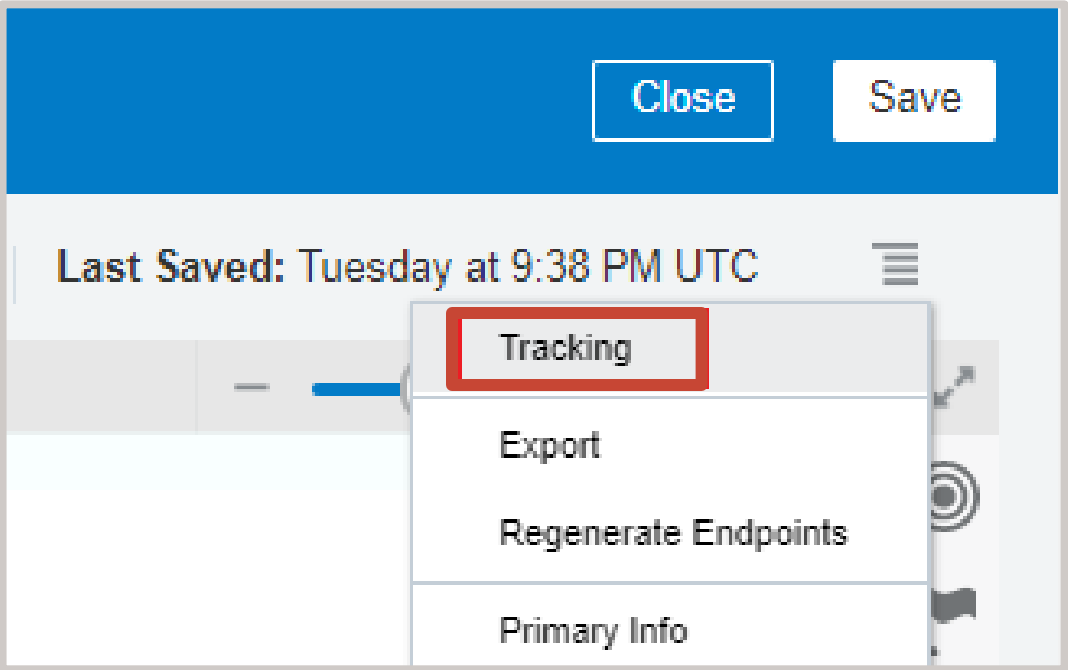 Close Save
Last Saved: Tuesday at 9:38 PM UTC
Tracking
Export
Regenerate Endpoints
Primary Info